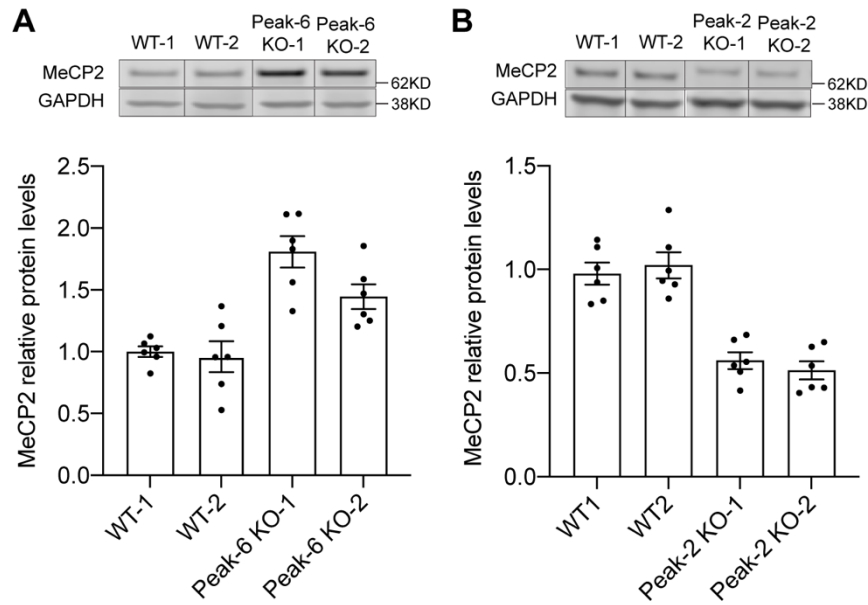 A
WT-1
WT-2
Peak-6
KO-1
Peak-6
KO-2
MeCP2
GAPDH
62KD
38KD
MeCP2 relative protein levels
2.5
2.0
1.5
1.0
0.5
0.0
WT-1
WT-2
Peak-6 KO-1
Peak-6 KO-2
B
WT-1
WT-2
Peak-2
KO-1
Peak-2
KO-2
MeCP2
GAPDH
62KD
38KD
MeCP2 relative protein levels
1.5
1.0
0.5
0.0
WT1
WT2
Peak-2 KO-1
Peak-2 KO-2